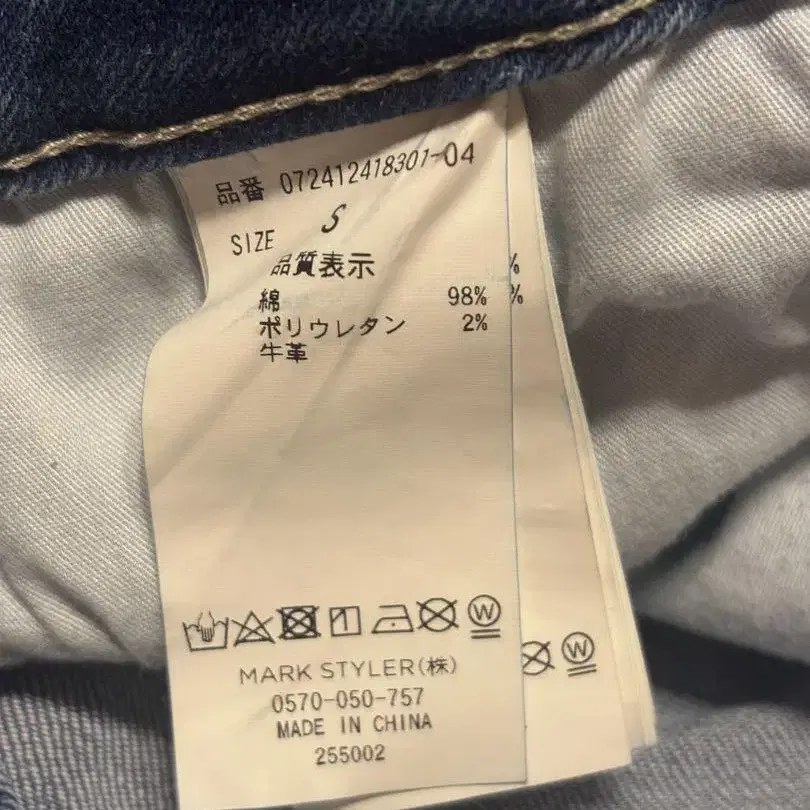 品番 072412418301-04
SIZE S
品質表示
綿 98%
ポリウレタン 2%
牛革
%
%
W
W
MARK STYLER(株)
0570-050-757
MADE IN CHINA
255002